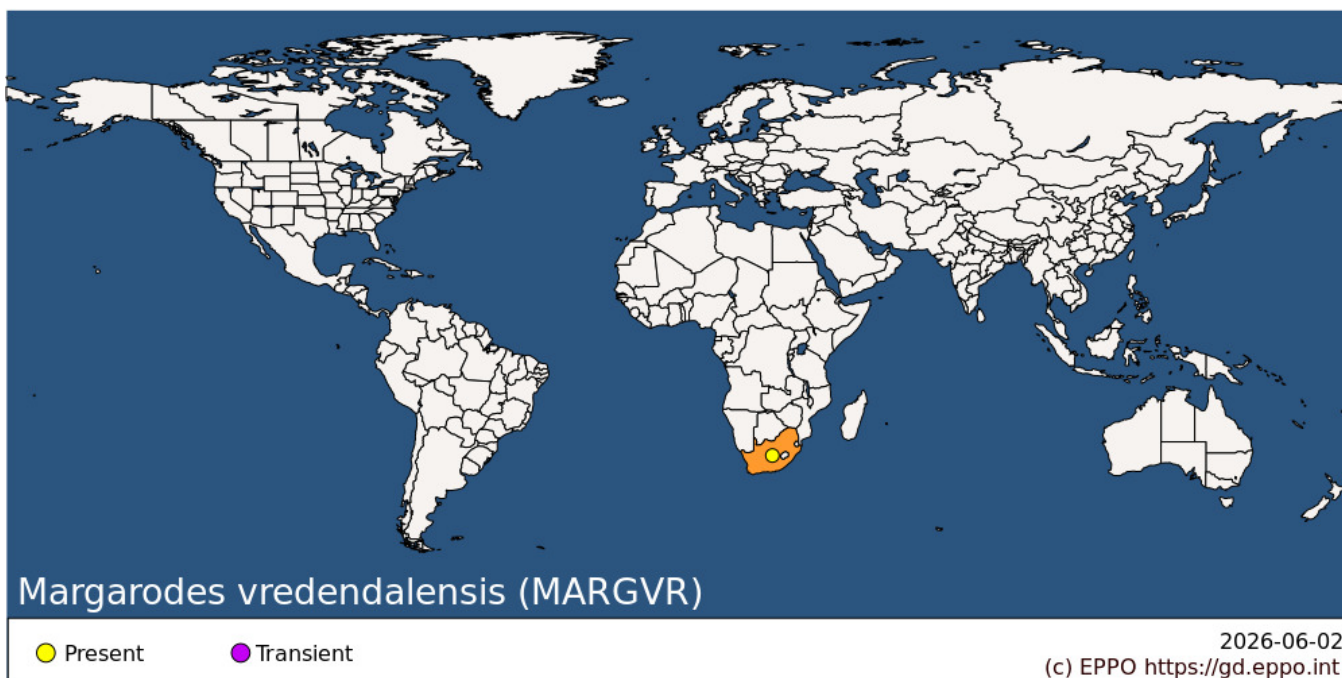 Margarodes vredendalensis (MARGVR)
Present
Transient
2026-06-02
(c) EPPO https://gd.eppo.int